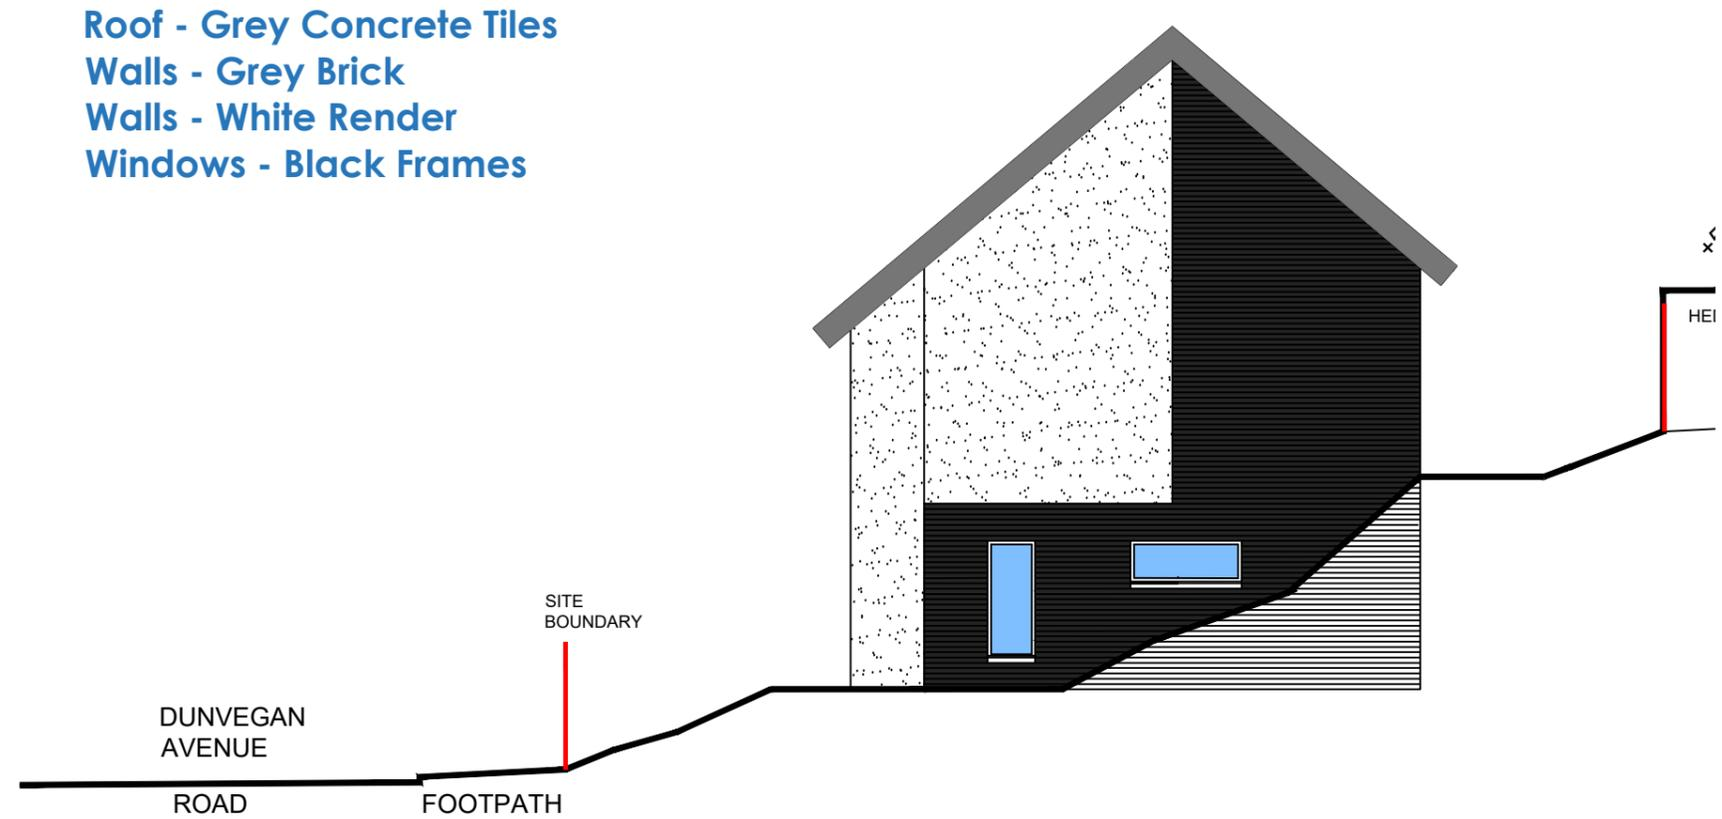 Roof - Grey Concrete Tiles
Walls - Grey Brick
Walls - White Render
Windows - Black Frames
SITE
BOUNDARY
DUNVEGAN
AVENUE
ROAD
FOOTPATH